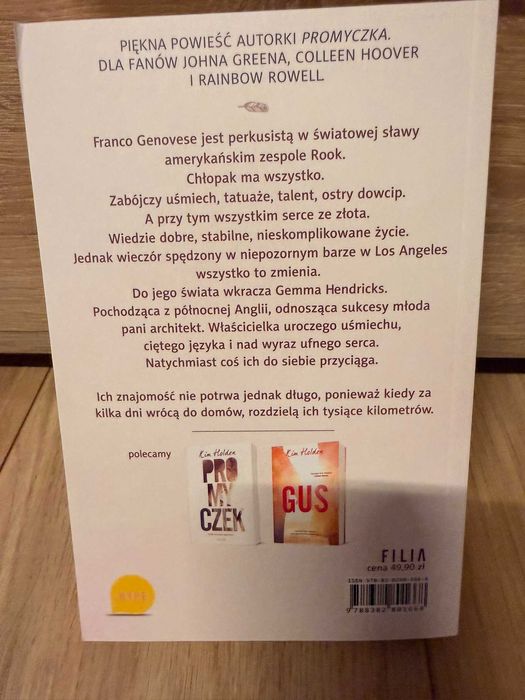 PIĘKNA POWIEŚĆ AUTORKI PROMYCZKA.
DLA FANÓW JOHNA GREENA, COLLEEN HOOVER
I RAINBOW ROWELL
Franco Genovese jest perkusistą w światowej sławy
amerykańskim zespole Rook.
Chłopak ma wszystko.
Zabójczy uśmiech, tatuaże, talent, ostry dowcip.
A przy tym wszystkim serce ze złota.
Wiedzie dobre, stabilne, nieskomplikowane życie.
Jednak wieczór spędzony w niepozornym barze w Los Angeles
wszystko to zmienia.
Do jego świata wkracza Gemma Hendricks.
Pochodząca z północnej Anglii, odnosząca sukcesy młoda
pani architekt. Właścicielka uroczego uśmiechu,
ciętego języka i nad wyraz ufnego serca.
Natychmiast coś ich do siebie przyciąga.
Ich znajomość nie potrwa jednak długo, ponieważ kiedy za
kilka dni wrócą do domów, rozdzielą ich tysiące kilometrów.
polecamy
Kim Holden
PRO
MY
CZEK
Kim Holden
GUS
FILIA
cena 49,90 zł
HYPE